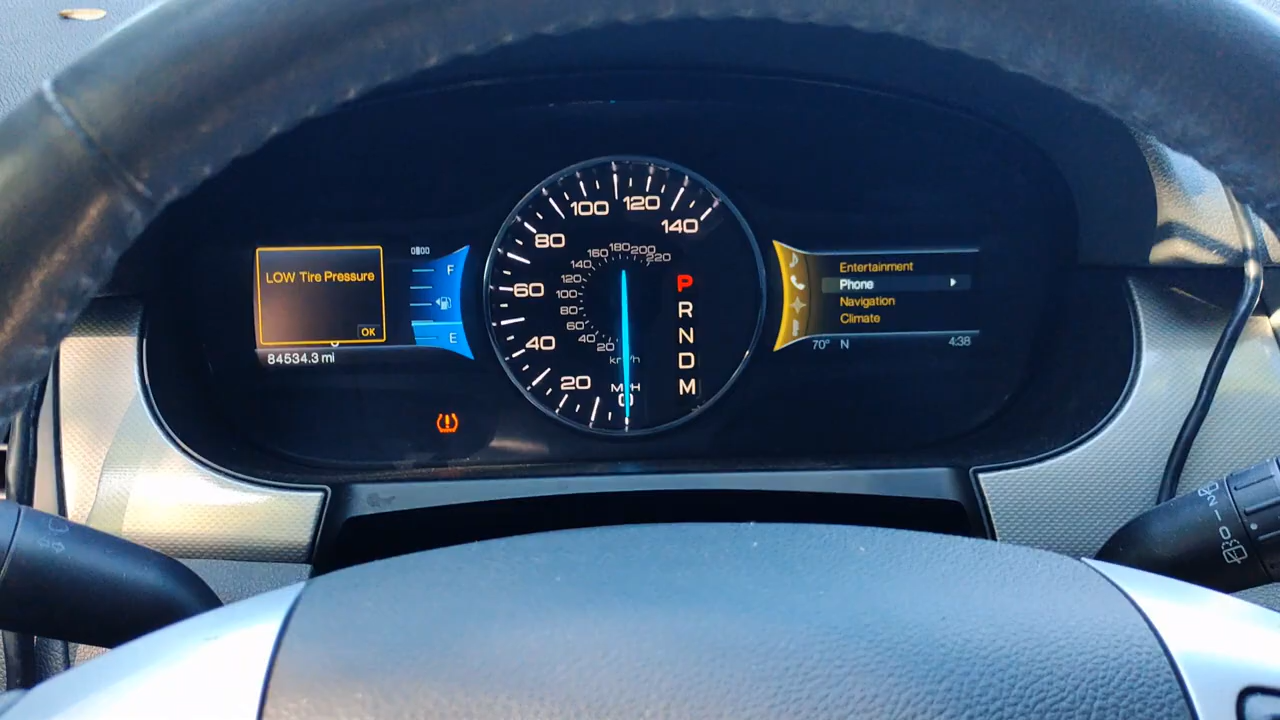 LOW Tire Pressure
OK
84534.3 mi
F
E
0
20
40
60
80
100
120
140
MPH
km/h
20
40
60
80
100
120
140
160
180
200
220
P
R
N
D
M
Entertainment
Phone
Navigation
Climate
70° N 4:38